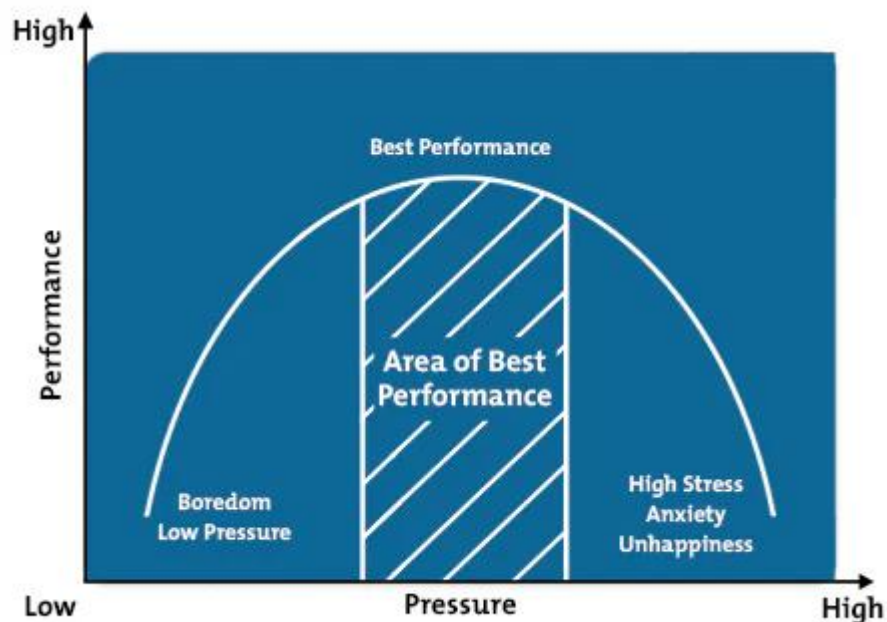 High
Best Performance
Performance
Area of Best
Performance
Boredom
Low Pressure
High Stress
Anxiety
Unhappiness
Low
Pressure
High